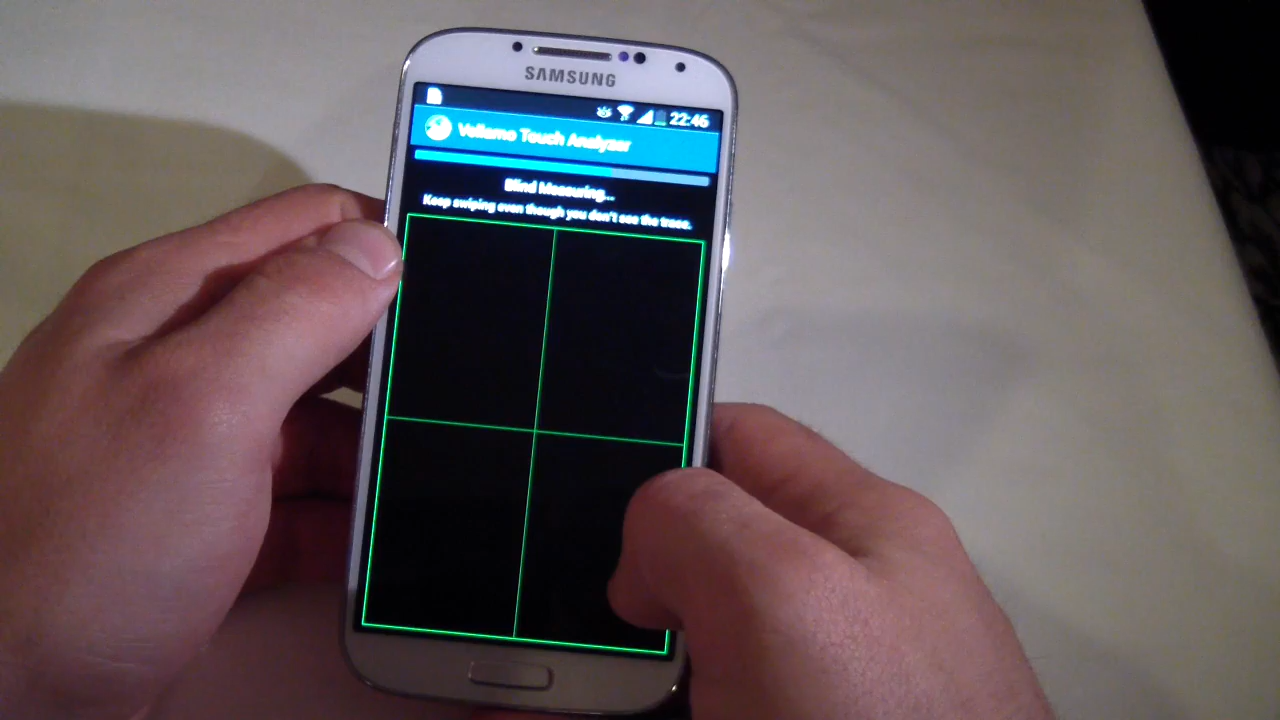 SAMSUNG
22:46
Vellamo Touch Analyzer
Blind Measuring...
Keep swiping even though you don't see the trace.